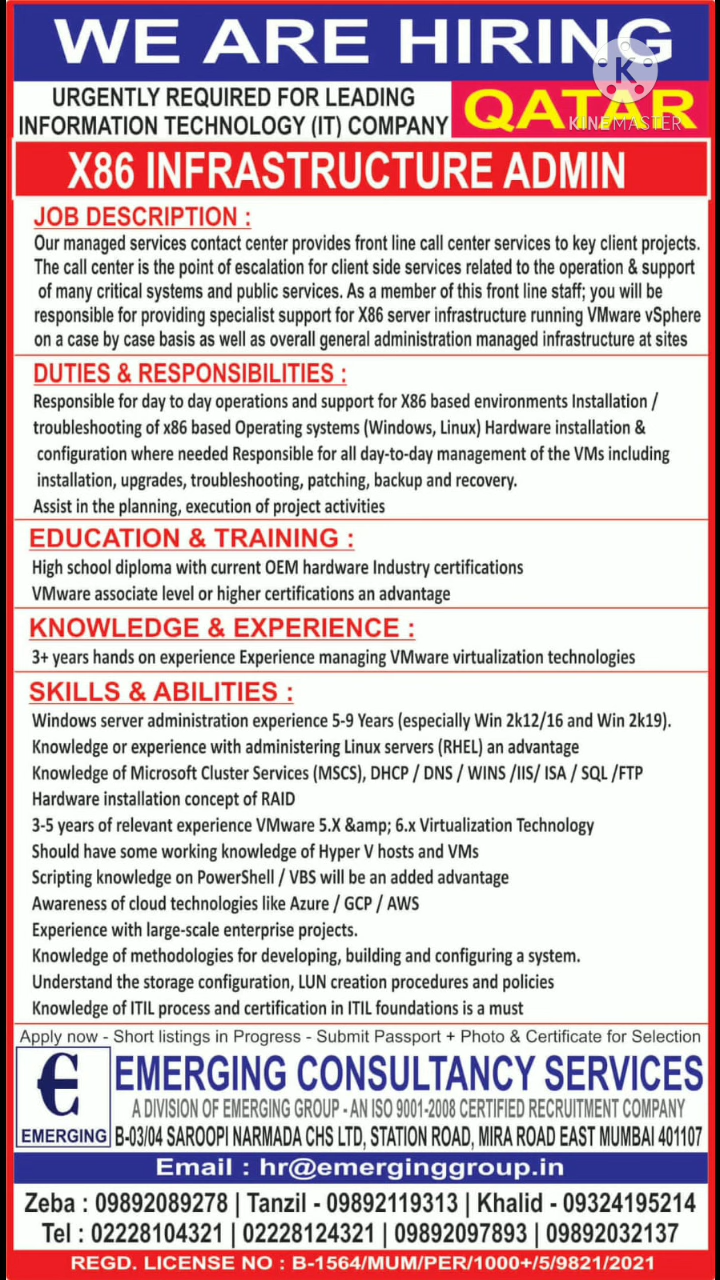 WE ARE HIRING
URGENTLY REQUIRED FOR LEADING
INFORMATION TECHNOLOGY (IT) COMPANY
QATAR
KINEMASTER
X86 INFRASTRUCTURE ADMIN
JOB DESCRIPTION :
Our managed services contact center provides front line call center services to key client projects.
The call center is the point of escalation for client side services related to the operation & support
of many critical systems and public services. As a member of this front line staff; you will be
responsible for providing specialist support for X86 server infrastructure running VMware vSphere
on a case by case basis as well as overall general administration managed infrastructure at sites
DUTIES & RESPONSIBILITIES :
Responsible for day to day operations and support for X86 based environments Installation /
troubleshooting of x86 based Operating systems (Windows, Linux) Hardware installation &
configuration where needed Responsible for all day-to-day management of the VMs including
installation, upgrades, troubleshooting, patching, backup and recovery.
Assist in the planning, execution of project activities
EDUCATION & TRAINING :
High school diploma with current OEM hardware Industry certifications
VMware associate level or higher certifications an advantage
KNOWLEDGE & EXPERIENCE :
3+ years hands on experience Experience managing VMware virtualization technologies
SKILLS & ABILITIES :
Windows server administration experience 5-9 Years (especially Win 2k12/16 and Win 2k19).
Knowledge or experience with administering Linux servers (RHEL) an advantage
Knowledge of Microsoft Cluster Services (MSCS), DHCP / DNS / WINS /IIS/ ISA / SQL /FTP
Hardware installation concept of RAID
3-5 years of relevant experience VMware 5.X &amp; 6.x Virtualization Technology
Should have some working knowledge of Hyper V hosts and VMs
Scripting knowledge on PowerShell / VBS will be an added advantage
Awareness of cloud technologies like Azure / GCP / AWS
Experience with large-scale enterprise projects.
Knowledge of methodologies for developing, building and configuring a system.
Understand the storage configuration, LUN creation procedures and policies
Knowledge of ITIL process and certification in ITIL foundations is a must
Apply now - Short listings in Progress - Submit Passport + Photo & Certificate for Selection
EMERGING
EMERGING CONSULTANCY SERVICES
A DIVISION OF EMERGING GROUP - AN ISO 9001-2008 CERTIFIED RECRUITMENT COMPANY
B-03/04 SAROOPI NARMADA CHS LTD, STATION ROAD, MIRA ROAD EAST MUMBAI 401107
Email : hr@emerginggroup.in
Zeba : 09892089278 | Tanzil - 09892119313 | Khalid - 09324195214
Tel : 02228104321 | 02228124321 | 09892097893 | 09892032137
REGD. LICENSE NO : B-1564/MUM/PER/1000+/5/9821/2021